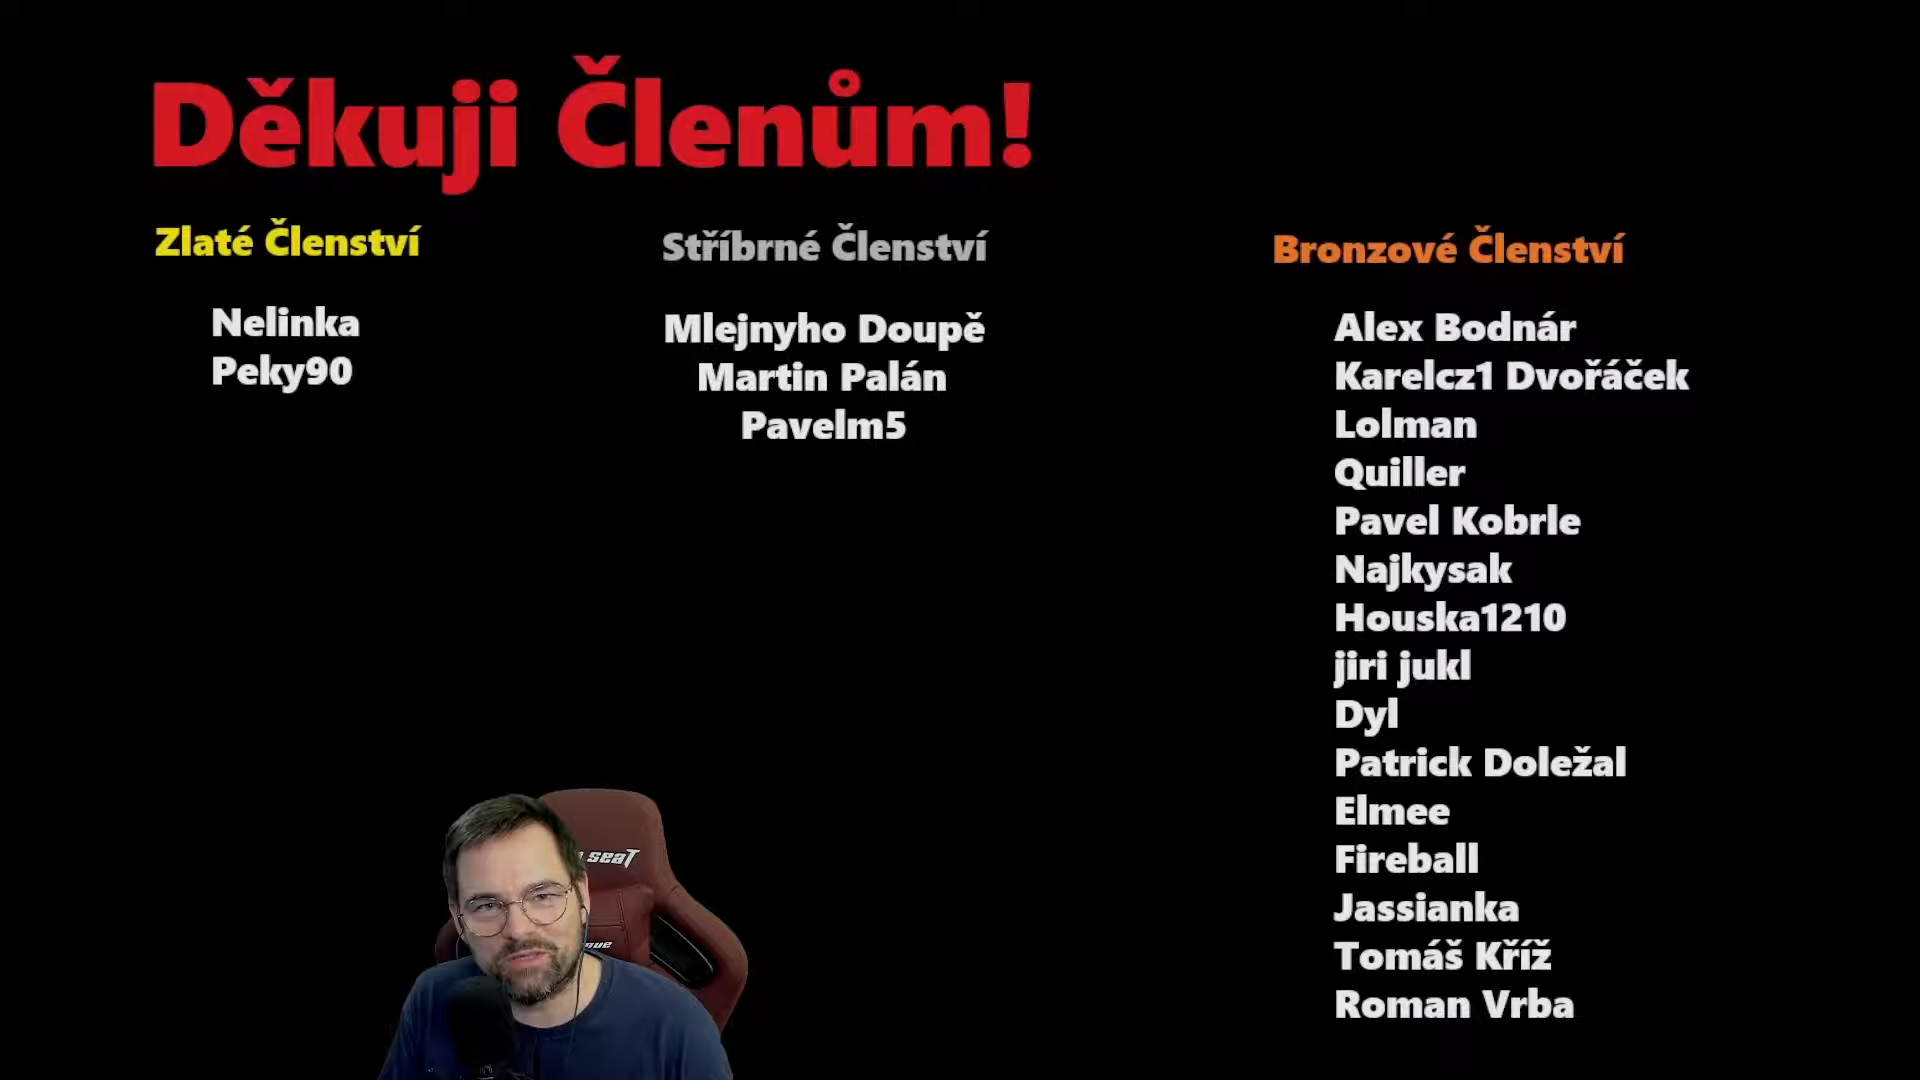 Děkuji Členům!
Zlaté Členství
Nelinka
Peky90
Stříbrné Členství
Mlejnyho Doupě
Martin Palán
Pavelm5
Bronzové Členství
Alex Bodnár
Karelcz1 Dvořáček
Lolman
Quiller
Pavel Kobrle
Najkysak
Houska1210
jiri jukl
Dyl
Patrick Doležal
Elmee
Fireball
Jassianka
Tomáš Kříž
Roman Vrba
seaT